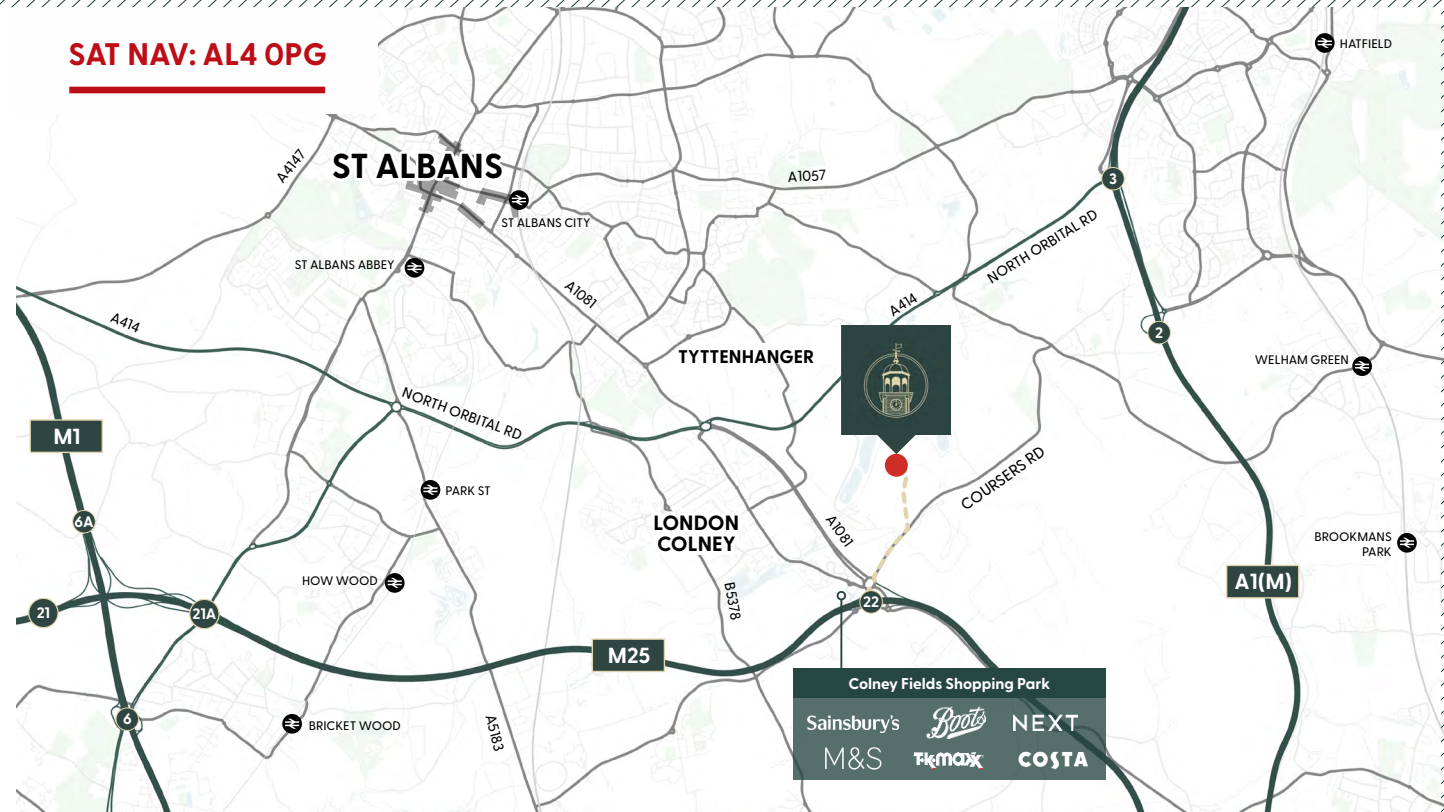 SAT NAV: AL4 0PG
HATFIELD
A4147
ST ALBANS
A1057
3
ST ALBANS CITY
NORTH ORBITAL RD
ST ALBANS ABBEY
A1081
A414
A414
2
TYTTENHANGER
WELHAM GREEN
NORTH ORBITAL RD
M1
COURSERS RD
PARK ST
6A
LONDON
COLNEY
A1081
BROOKMANS
PARK
HOW WOOD
A1(M)
B5378
22
21
21A
M25
Colney Fields Shopping Park
6
BRICKET WOOD
A5183
Sainsbury's
Boots
NEXT
M&S
T·K·maxx
COSTA